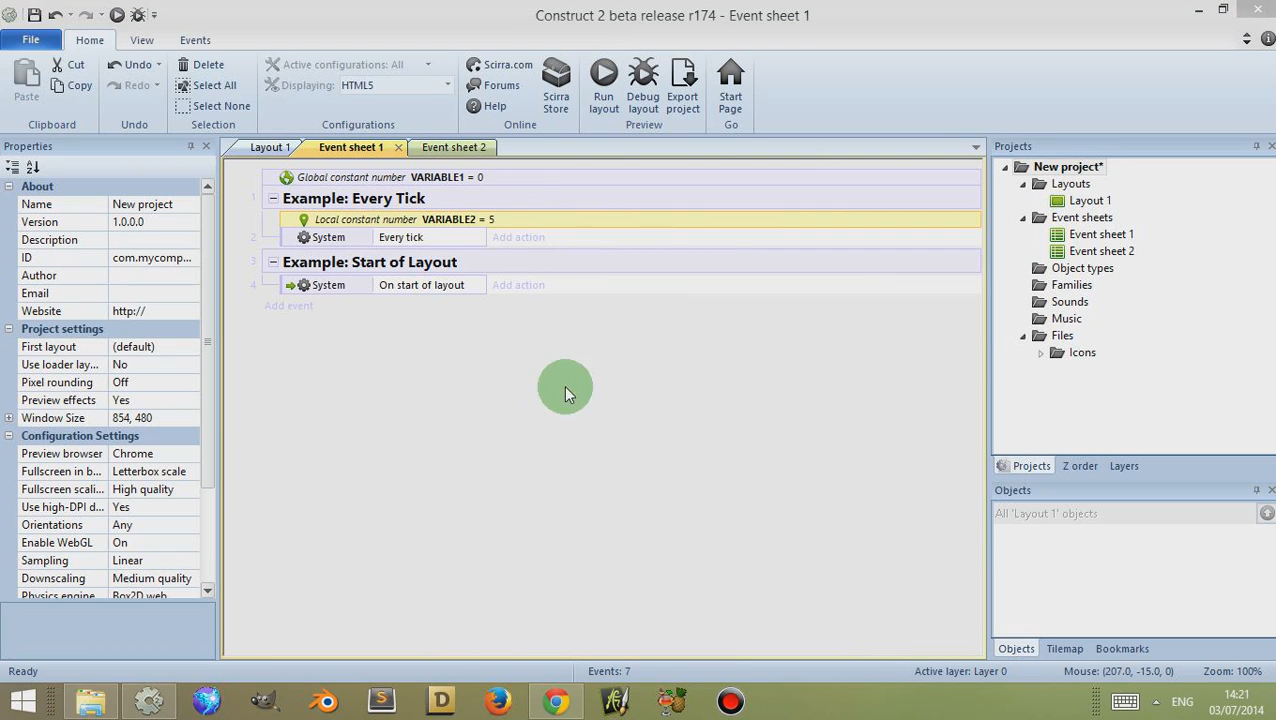 Construct 2 beta release r174 - Event sheet 1
File Home View Events
Paste Cut Copy Clipboard
Undo Redo Undo
Delete Select All Select None Selection
Active configurations: All
Displaying: HTML5
Configurations
Scirra.com Forums Help Scirra Store Online
Run layout Debug layout Export project Preview
Start Page Go
Properties
About
Name New project
Version 1.0.0.0
Description
ID com.mycomp...
Author
Email
Website http://
Project settings
First layout (default)
Use loader lay... No
Pixel rounding Off
Preview effects Yes
Window Size 854, 480
Configuration Settings
Preview browser Chrome
Fullscreen in b... Letterbox scale
Fullscreen scali... High quality
Use high-DPI d... Yes
Orientations Any
Enable WebGL On
Sampling Linear
Downscaling Medium quality
Physics engine Box2D web
Layout 1 Event sheet 1 Event sheet 2
Global constant number VARIABLE1 = 0
1 Example: Every Tick
Local constant number VARIABLE2 = 5
2 System Every tick Add action
3 Example: Start of Layout
4 System On start of layout Add action
Add event
Projects
New project*
Layouts
Layout 1
Event sheets
Event sheet 1
Event sheet 2
Object types
Families
Sounds
Music
Files
Icons
Projects Z order Layers
Objects
All 'Layout 1' objects
Objects Tilemap Bookmarks
Ready Events: 7 Active layer: Layer 0 Mouse: (207.0, -15.0, 0) Zoom: 100%
S D ENG 14:21
03/07/2014